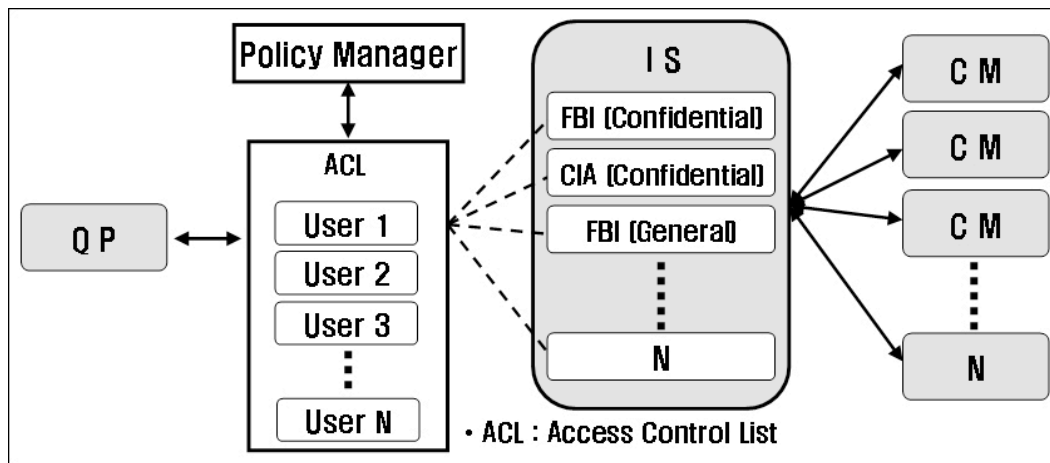 Policy Manager
ACL
User 1
User 2
User 3
User N
Q P
I S
FBI (Confidential)
CIA (Confidential)
FBI (General)
N
C M
C M
C M
N
• ACL : Access Control List